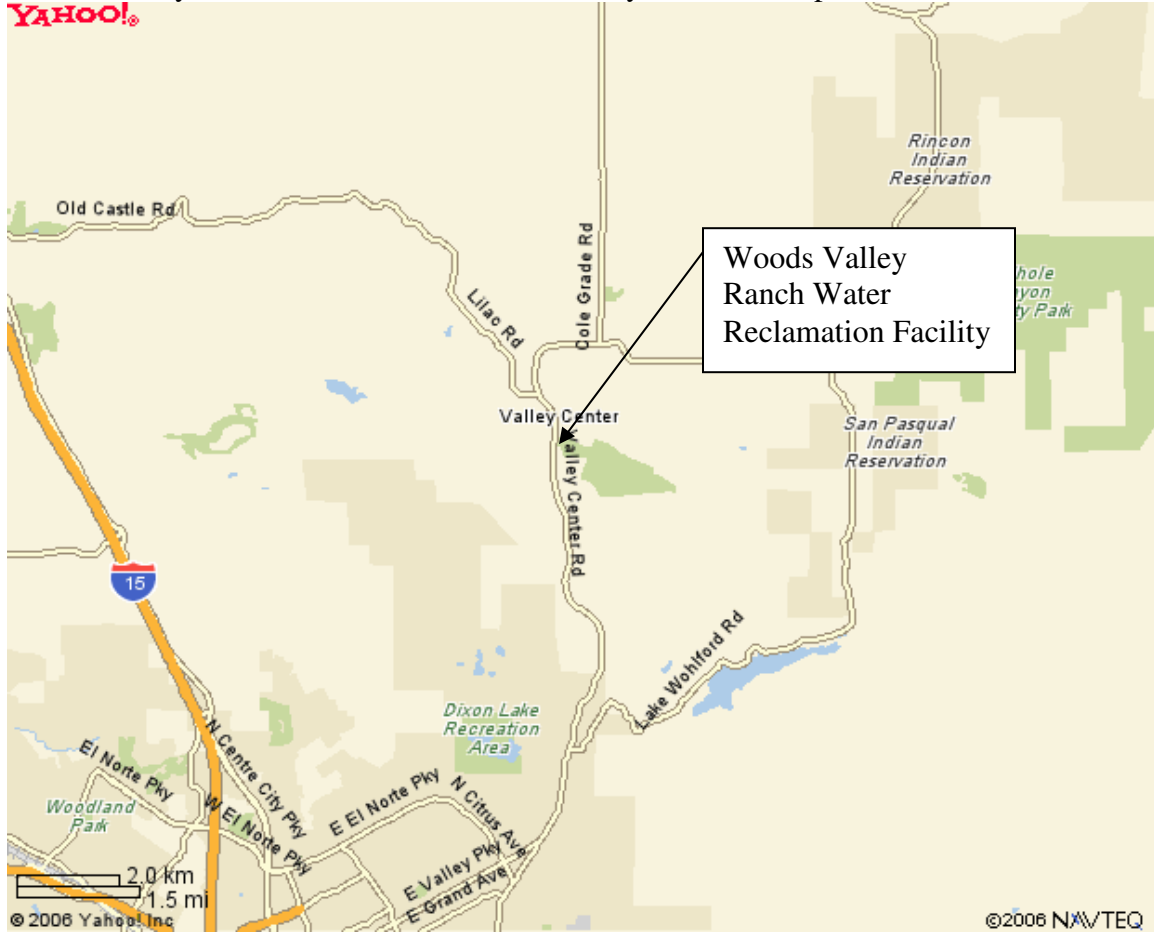 YAHOO!®
Rincon
Indian
Reservation
Old Castle Rd
Cole Grade Rd
Woods Valley
Ranch Water
Reclamation Facility
Lilac Rd
Valley Center
San Pasqual
Indian
Reservation
Valley Center Rd
15
Lake Wohlford Rd
Dixon Lake
Recreation
Area
N Centre City Pky
El Norte Pky
Woodland
Park
W El Norte Pky
E El Norte Pky
N Citrus Ave
E Valley Pky
E Grand Ave
2.0 km
1.5 mi
© 2006 Yahoo! Inc
©2006 NAVTEQ